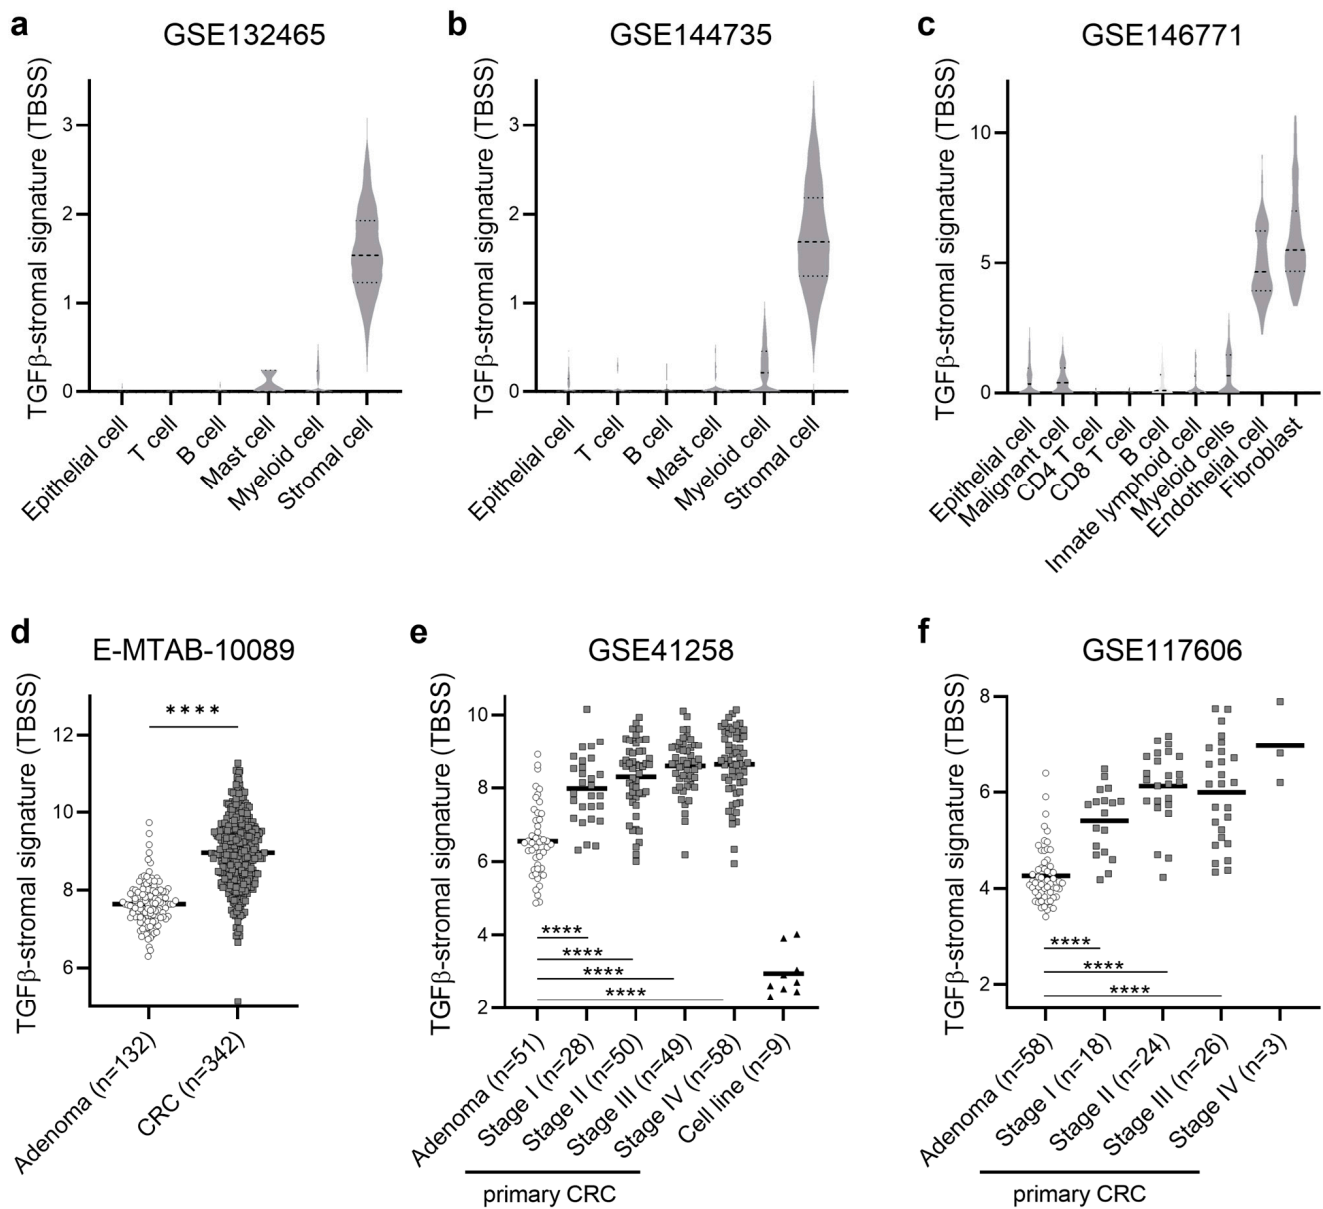 a
GSE132465
TGFβ-stromal signature (TBSS)
3
2
1
0
Epithelial cell
T cell
B cell
Mast cell
Myeloid cell
Stromal cell
b
GSE144735
TGFβ-stromal signature (TBSS)
3
2
1
0
Epithelial cell
T cell
B cell
Mast cell
Myeloid cell
Stromal cell
c
GSE146771
TGFβ-stromal signature (TBSS)
10
5
0
Epithelial cell
Malignant cell
CD4 T cell
CD8 T cell
B cell
Innate lymphoid cell
Myeloid cells
Endothelial cell
Fibroblast
d
E-MTAB-10089
TGFβ-stromal signature (TBSS)
12
10
8
6
****
Adenoma (n=132)
CRC (n=342)
e
GSE41258
TGFβ-stromal signature (TBSS)
10
8
6
4
2
****
****
****
****
Adenoma (n=51)
Stage I (n=28)
Stage II (n=50)
Stage III (n=49)
Stage IV (n=58)
Cell line (n=9)
primary CRC
f
GSE117606
TGFβ-stromal signature (TBSS)
8
6
4
2
****
****
****
Adenoma (n=58)
Stage I (n=18)
Stage II (n=24)
Stage III (n=26)
Stage IV (n=3)
primary CRC